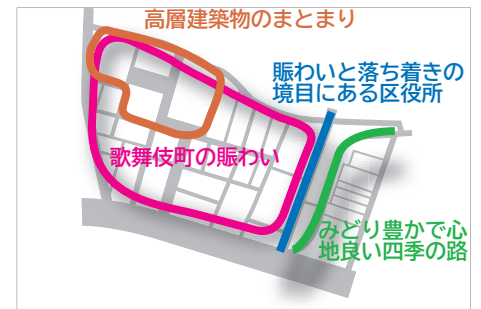 高層建築物のまとまり
賑わいと落ち着きの
境目にある区役所
歌舞伎町の賑わい
みどり豊かで心
地良い四季の路